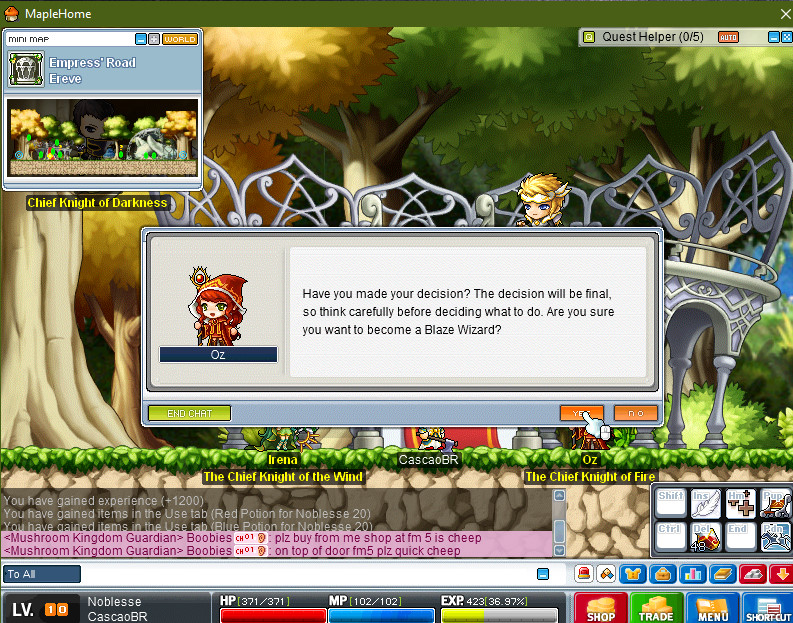 MapleHome
MINI MAP
WORLD
Empress' Road
Ereve
Quest Helper (0/5)
AUTO
Chief Knight of Darkness
Have you made your decision? The decision will be final,
so think carefully before deciding what to do. Are you sure
you want to become a Blaze Wizard?
Oz
END CHAT
YES
NO
Irena
CascaoBR
Oz
The Chief Knight of the Wind
The Chief Knight of Fire
You have gained experience (+1200)
You have gained items in the Use tab (Red Potion for Noblesse 20)
You have gained items in the Use tab (Blue Potion for Noblesse 20)
<Mushroom Kingdom Guardian> Boobies CH01 : plz buy from me shop at fm 5 is cheep
<Mushroom Kingdom Guardian> Boobies CH01 : on top of door fm5 plz quick cheep
Shift Ins Hm Pup
Ctrl Del End Pdn
48
To All
LV. 10
Noblesse
CascaoBR
HP[371/371]
MP[102/102]
EXP 423[36.97%]
SHOP
TRADE
MENU
SHORT CUT